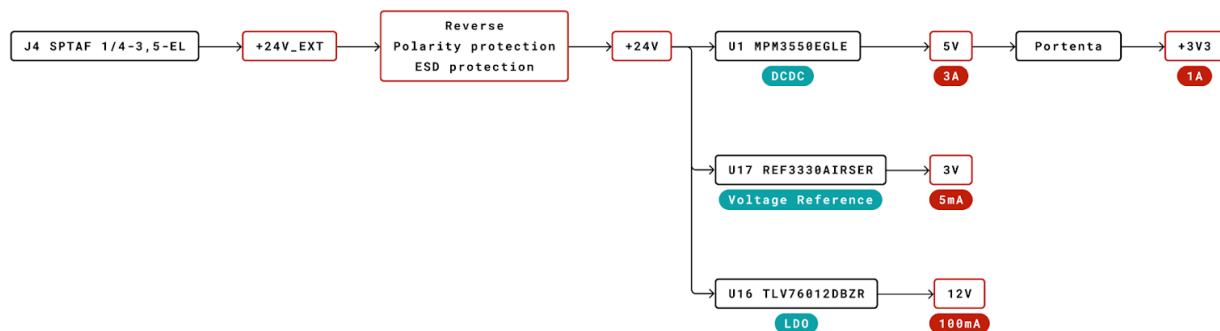 J4 SPTAF 1/4-3,5-EL
+24V_EXT
Reverse
Polarity protection
ESD protection
+24V
U1 MPM3550EGLE
DCDC
5V
3A
Portenta
+3V3
1A
U17 REF3330AIRSER
Voltage Reference
3V
5mA
U16 TLV76012DBZR
LDO
12V
100mA